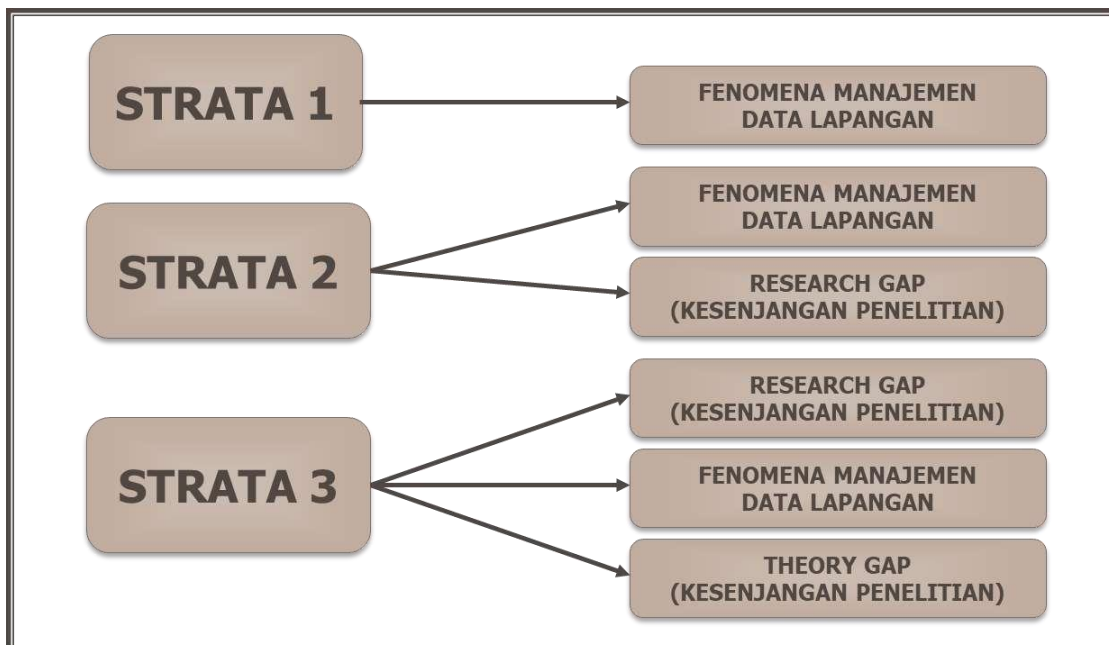 STRATA 1
FENOMENA MANAJEMEN
DATA LAPANGAN
STRATA 2
FENOMENA MANAJEMEN
DATA LAPANGAN
RESEARCH GAP
(KESENJANGAN PENELITIAN)
STRATA 3
RESEARCH GAP
(KESENJANGAN PENELITIAN)
FENOMENA MANAJEMEN
DATA LAPANGAN
THEORY GAP
(KESENJANGAN PENELITIAN)